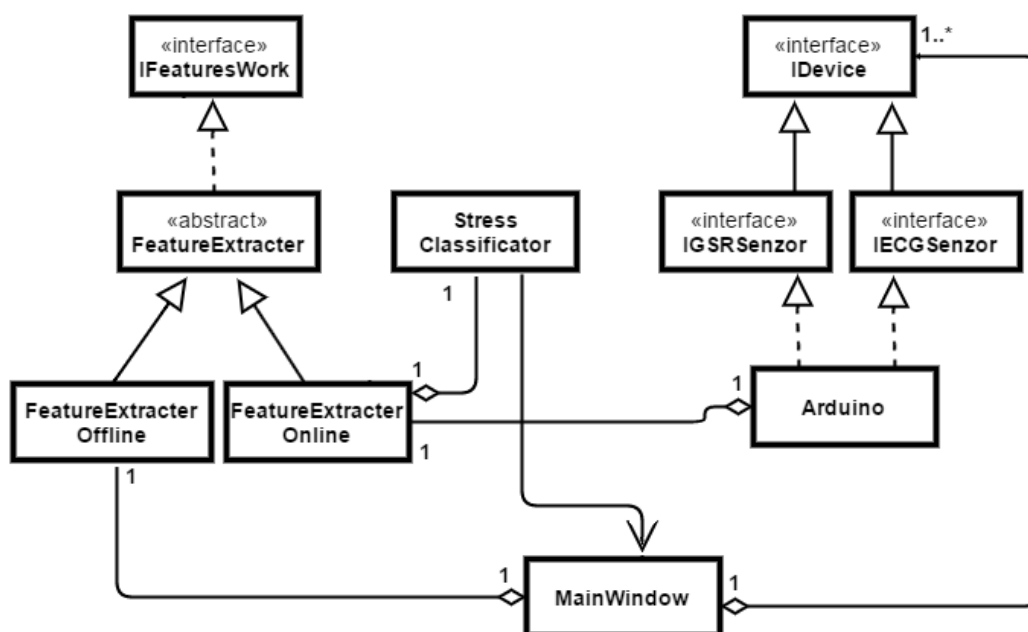 «interface»
IFeaturesWork
«interface»
IDevice
1..*
«abstract»
FeatureExtracter
Stress
Classificator
«interface»
IGSRSenzor
«interface»
IECGSenzor
1
1
1
FeatureExtracter
Offline
FeatureExtracter
Online
Arduino
1
1
1
1
MainWindow